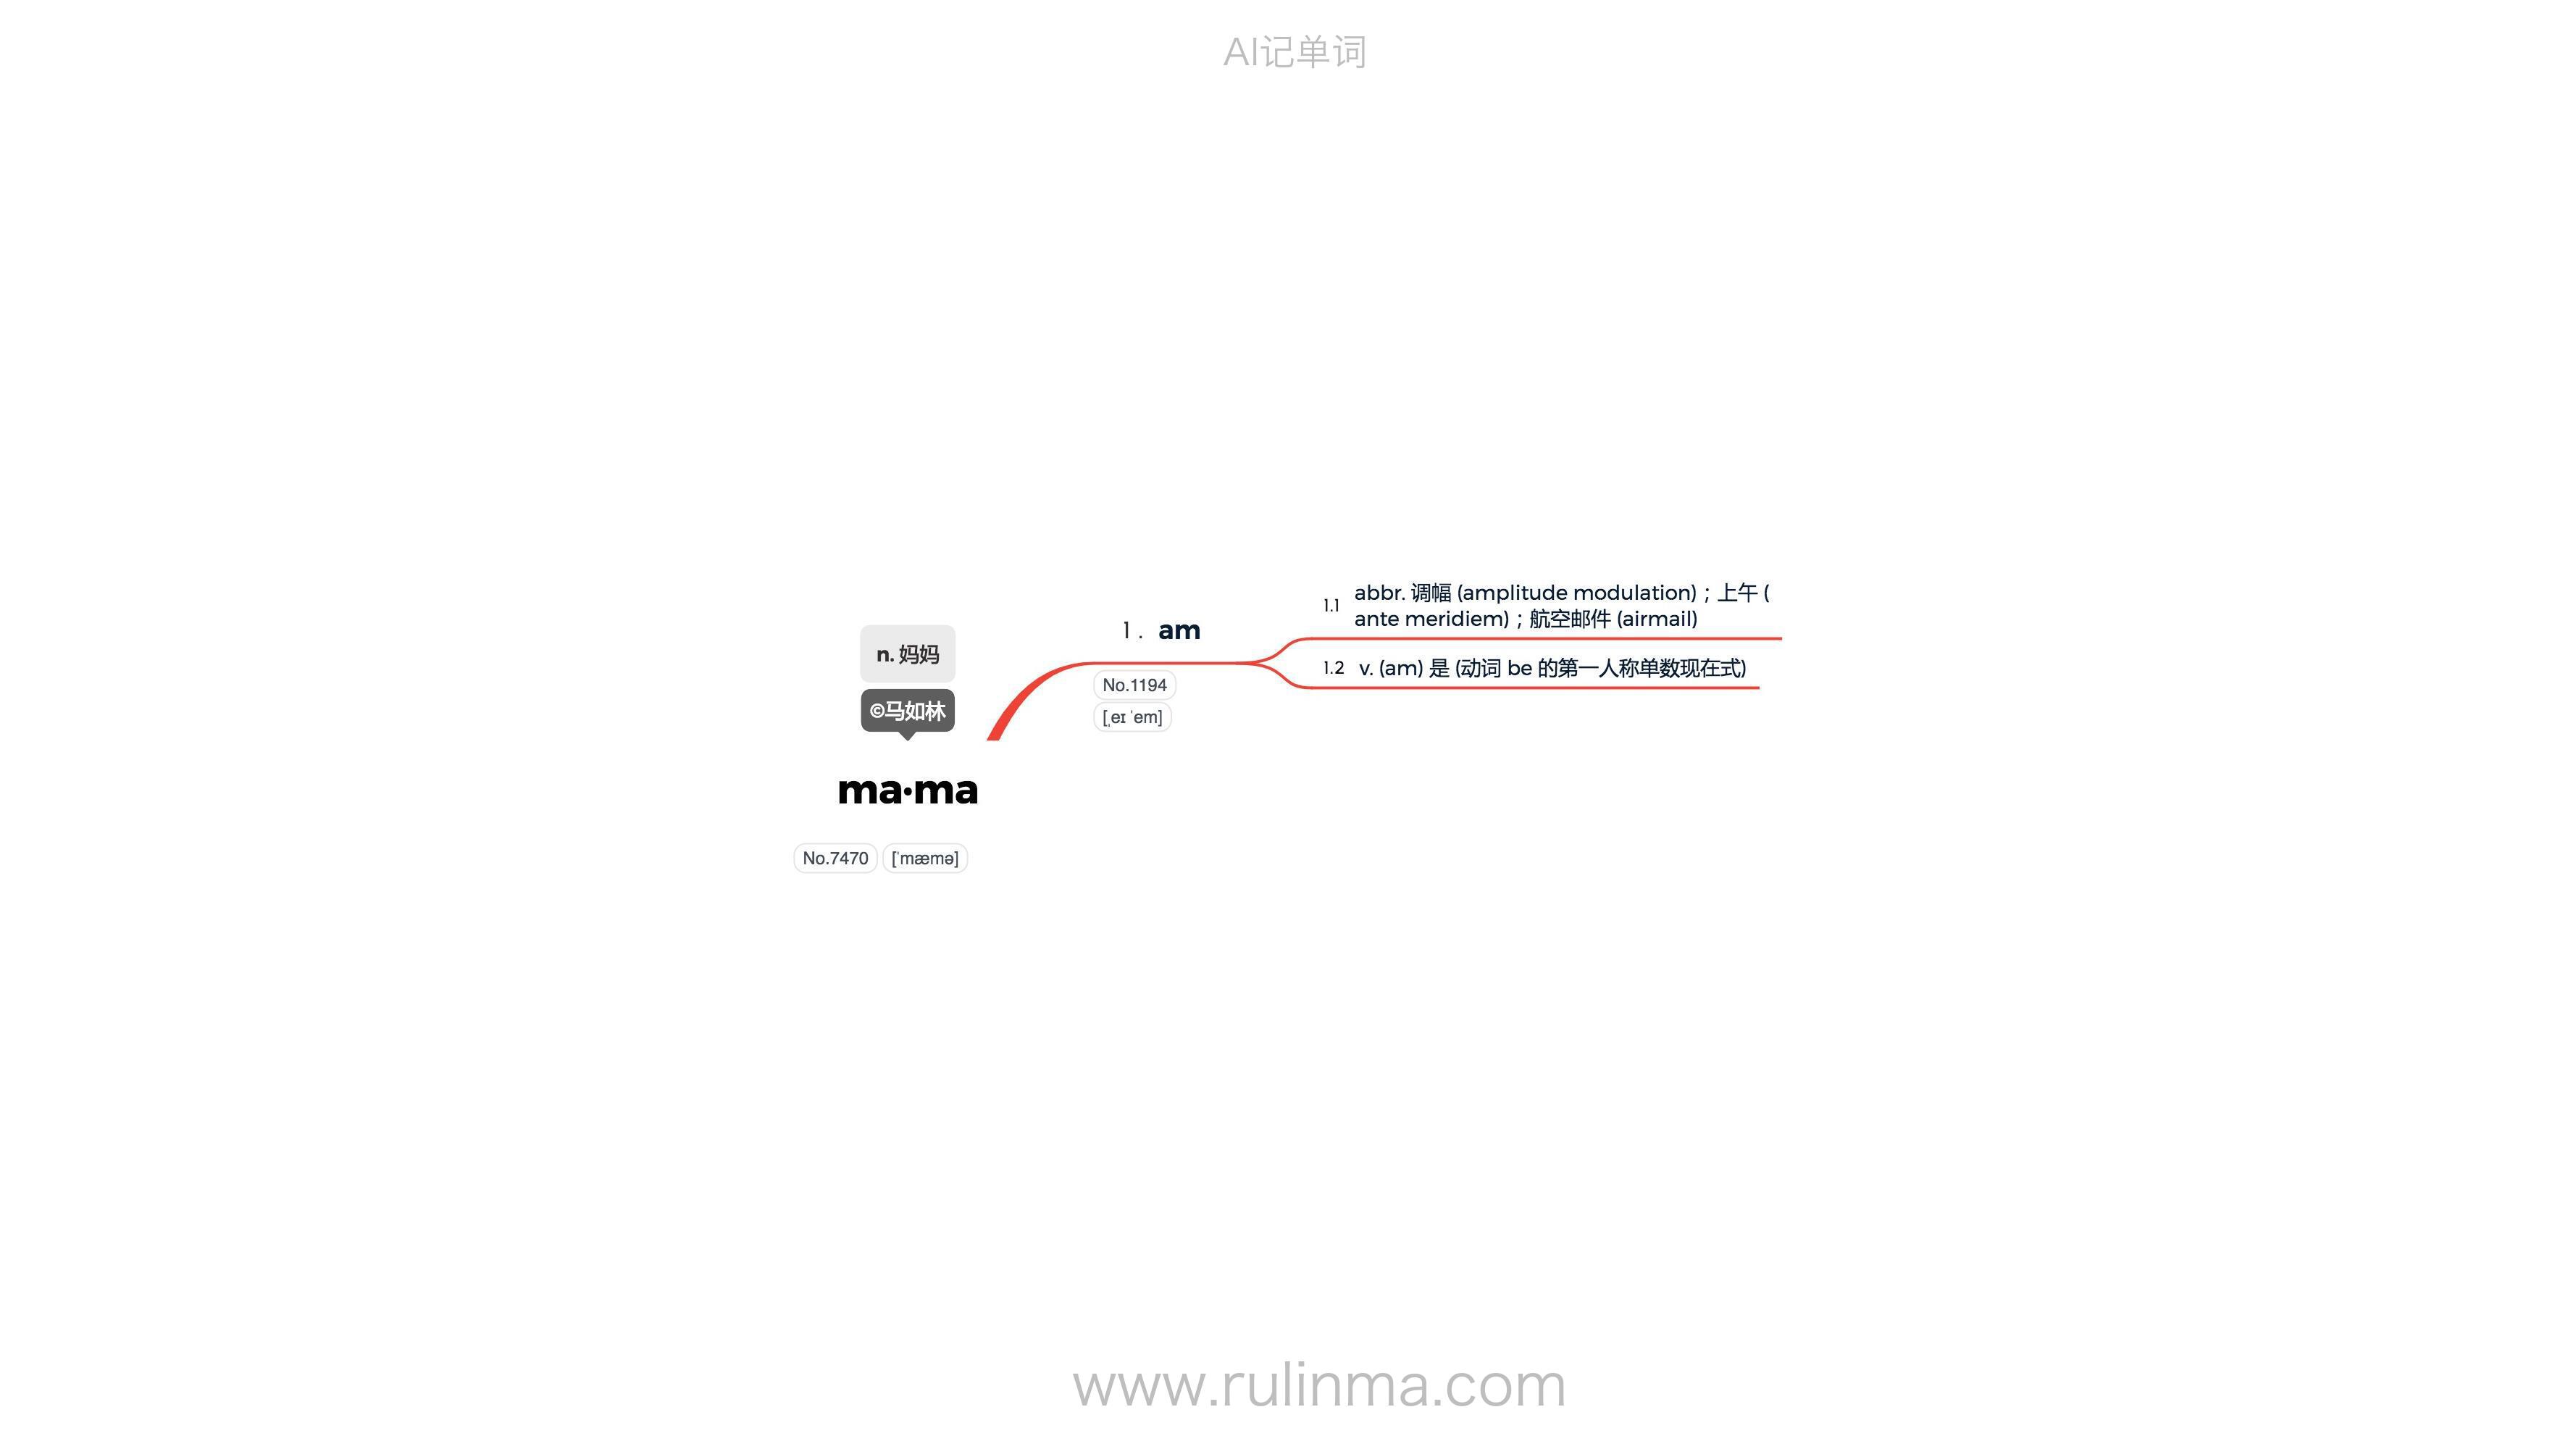 AI记单词
n. 妈妈
©马如林
ma·ma
No.7470 [ˈmæmə]
1. am
No.1194
[ˌeɪ ˈem]
1.1 abbr. 调幅 (amplitude modulation)；上午 (
ante meridiem)；航空邮件 (airmail)
1.2 v. (am) 是 (动词 be 的第一人称单数现在式)
www.rulinma.com